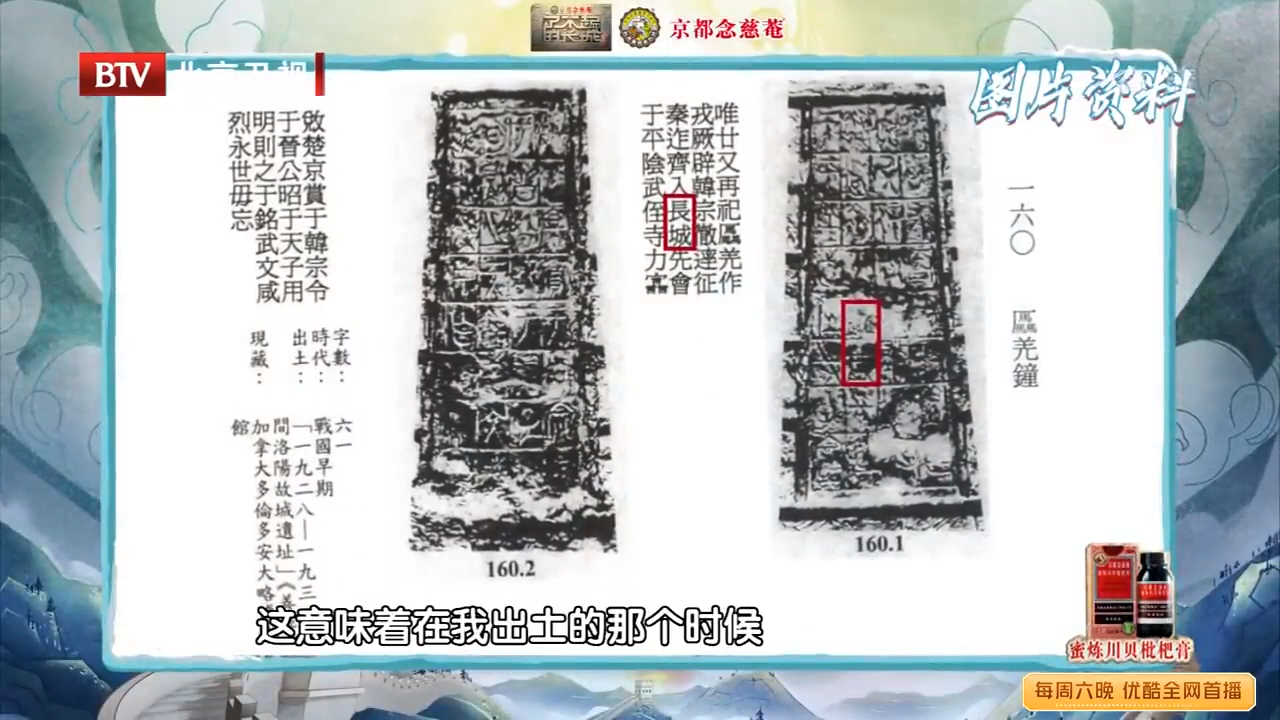 京都念慈菴
BTV 北京卫视
图片资料
一六〇 羌鐘
160.1
唯廿又再祀羌作
戎厥辟韓宗徹達征
秦迮齊入長城先會
于平陰武侄寺力
160.2
敓楚京賞于韓宗令
于晉公昭于天子用
明則之于銘武文咸
烈永世毋忘
字數：六一
時代：戰國早期
出土：「一九二八—一九三
間洛陽故城遺址」《
現藏：加拿大多倫多安大略
館
这意味着在我出土的那个时候
蜜炼川贝枇杷膏
每周六晚 优酷全网首播